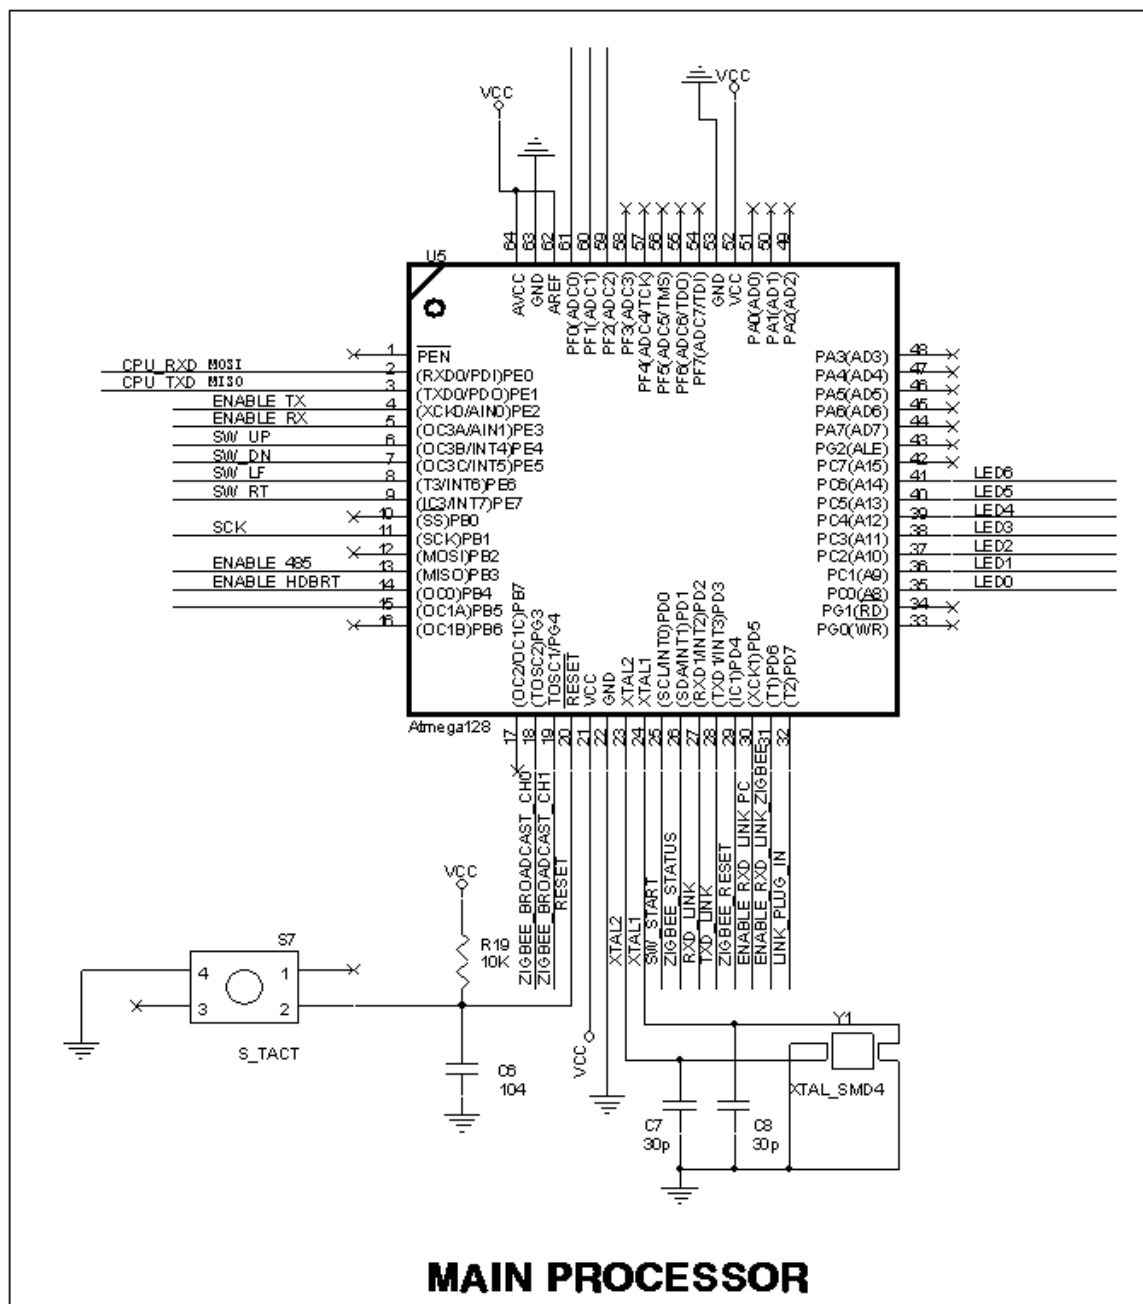 VCC
VCC
64
63
62
61
60
59
58
57
56
55
54
53
52
51
50
49
U5
AVCC
GND
AREF
PF0(ADC0)
PF1(ADC1)
PF2(ADC2)
PF3(ADC3)
PF4(ADC4/TCK)
PF5(ADC5/TMS)
PF6(ADC6/TDO)
PF7(ADC7/TDI)
GND
VCC
PA0(AD0)
PA1(AD1)
PA2(AD2)
1 PEN
CPU_RXD MOSI 2 (RXD0/PDI)PE0
CPU TXD MISO 3 (TXD0/PDO)PE1
ENABLE TX 4 (XCK0/AIN0)PE2
ENABLE RX 5 (OC3A/AIN1)PE3
SW UP 6 (OC3B/INT4)PE4
SW_DN 7 (OC3C/INT5)PE5
SW LF 8 (T3/INT6)PE6
SW RT 9 (IC3/INT7)PE7
10 (SS)PB0
SCK 11 (SCK)PB1
12 (MOSI)PB2
ENABLE 485 13 (MISO)PB3
ENABLE HDBRT 14 (OC0)PB4
15 (OC1A)PB5
16 (OC1B)PB6
PA3(AD3) 48
PA4(AD4) 47
PA5(AD5) 46
PA6(AD6) 45
PA7(AD7) 44
PG2(ALE) 43
PC7(A15) 42
PC6(A14) 41 LED6
PC5(A13) 40 LED5
PC4(A12) 39 LED4
PC3(A11) 38 LED3
PC2(A10) 37 LED2
PC1(A9) 36 LED1
PC0(A8) 35 LED0
PG1(RD) 34
PG0(WR) 33
(OC2/OC1C)PB7
(TOSC2)PG3
TOSC1/PG4
RESET
VCC
GND
XTAL2
XTAL1
(SCL/INT0)PD0
(SDA/INT1)PD1
(RXD1/INT2)PD2
(TXD1/INT3)PD3
(IC1)PD4
(XCK1)PD5
(T1)PD6
(T2)PD7
Atmega128
17
18
19
20
21
22
23
24
25
26
27
28
29
30
31
32
ZIGBEE_BROADCAST_CH0
ZIGBEE_BROADCAST_CH1
RESET
XTAL2
XTAL1
SW_START
ZIGBEE_STATUS
RXD_LINK
TXD_LINK
ZIGBEE_RESET
ENABLE_RXD_LINK_PC
ENABLE_RXD_LINK_ZIGBEE
LINK_PLUG_IN
VCC
R19
10K
S7
4 1
3 2
S_TACT
C6
104
VCC
Y1
XTAL_SMD4
C7
30p
C8
30p
MAIN PROCESSOR